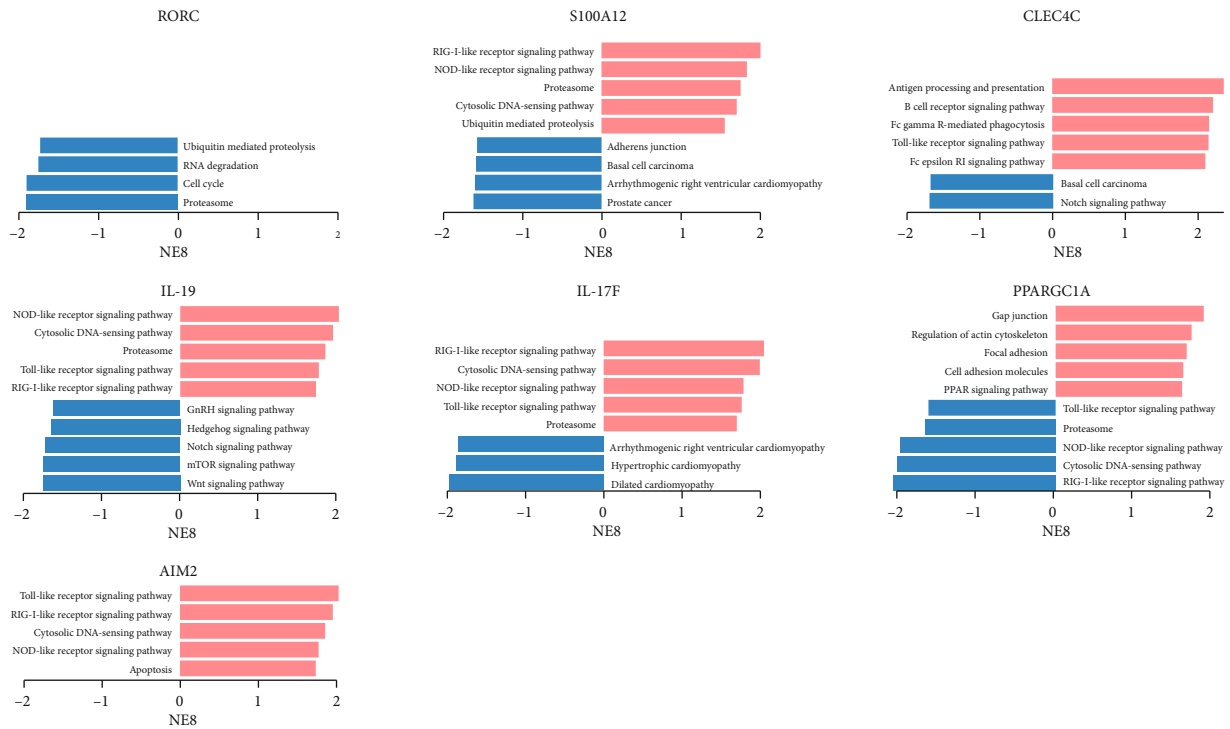 RORC
Ubiquitin mediated proteolysis
RNA degradation
Cell cycle
Proteasome
−2 −1 0 1 2
NE8
S100A12
RIG-I-like receptor signaling pathway
NOD-like receptor signaling pathway
Proteasome
Cytosolic DNA-sensing pathway
Ubiquitin mediated proteolysis
Adherens junction
Basal cell carcinoma
Arrhythmogenic right ventricular cardiomyopathy
Prostate cancer
−2 −1 0 1 2
NE8
CLEC4C
Antigen processing and presentation
B cell receptor signaling pathway
Fc gamma R-mediated phagocytosis
Toll-like receptor signaling pathway
Fc epsilon RI signaling pathway
Basal cell carcinoma
Notch signaling pathway
−2 −1 0 1 2
NE8
IL-19
NOD-like receptor signaling pathway
Cytosolic DNA-sensing pathway
Proteasome
Toll-like receptor signaling pathway
RIG-I-like receptor signaling pathway
GnRH signaling pathway
Hedgehog signaling pathway
Notch signaling pathway
mTOR signaling pathway
Wnt signaling pathway
−2 −1 0 1 2
NE8
IL-17F
RIG-I-like receptor signaling pathway
Cytosolic DNA-sensing pathway
NOD-like receptor signaling pathway
Toll-like receptor signaling pathway
Proteasome
Arrhythmogenic right ventricular cardiomyopathy
Hypertrophic cardiomyopathy
Dilated cardiomyopathy
−2 −1 0 1 2
NE8
PPARGC1A
Gap junction
Regulation of actin cytoskeleton
Focal adhesion
Cell adhesion molecules
PPAR signaling pathway
Toll-like receptor signaling pathway
Proteasome
NOD-like receptor signaling pathway
Cytosolic DNA-sensing pathway
RIG-I-like receptor signaling pathway
−2 −1 0 1 2
NE8
AIM2
Toll-like receptor signaling pathway
RIG-I-like receptor signaling pathway
Cytosolic DNA-sensing pathway
NOD-like receptor signaling pathway
Apoptosis
−2 −1 0 1 2
NE8